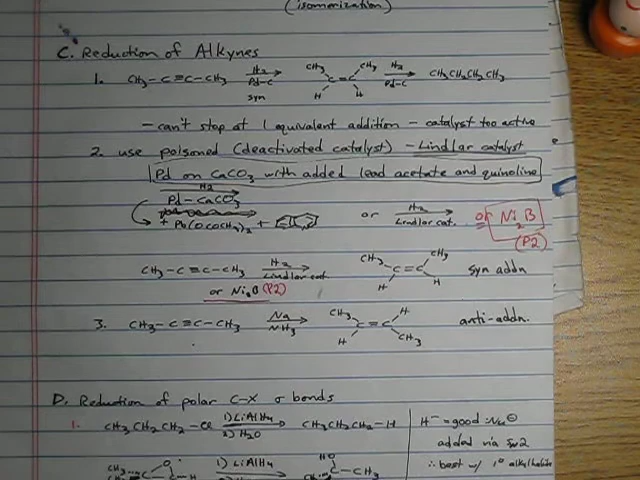 (isomerization)
C. Reduction of Alkynes
1. CH₃-C≡C-CH₃ H₂ Pd-C syn CH₃ CH₃ C=C H H H₂ Pd-C CH₃CH₂CH₂CH₃
- can't stop at 1 equivalent addition - catalyst too active
2. use poisoned (deactivated catalyst) - Lindlar catalyst
Pd on CaCO₃ with added lead acetate and quinoline
H₂ Pd-CaCO₃ + Pb(OCOCH₃)₂ + or H₂ Lindlar cat. or Ni₂B (P2)
CH₃-C≡C-CH₃ H₂ Lindlar cat or Ni₂B (P2) CH₃ CH₃ C=C H H syn addn
3. CH₃-C≡C-CH₃ Na NH₃ CH₃ H C=C H CH₃ anti-addn.
D. Reduction of polar C-X σ bonds
1. CH₃CH₂CH₂-Cl 1) LiAlH₄ 2) H₂O CH₃CH₂CH₂-H H⁻ = good :Nu⊖
added via SN2
∴ best w/ 1° alkyl halide
CH₃ C O H 1) LiAlH₄ HO C-CH₃